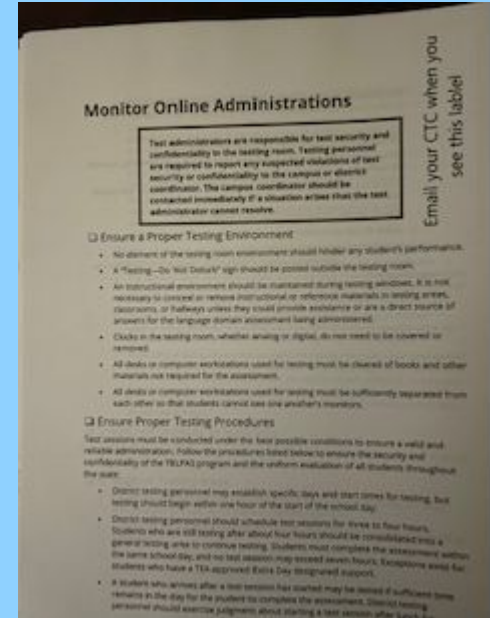 Email your CTC when you
see this lable!
Monitor Online Administrations
Test administrators are responsible for test security and
confidentiality in the testing room. Testing personnel
are required to report any suspected violations of test
security or confidentiality to the campus or district
coordinator. The campus coordinator should be
contacted immediately if a situation arises that the test
administrator cannot resolve.
❑ Ensure a Proper Testing Environment
• No element of the testing room environment should hinder any student's performance.
• A "Testing—Do Not Disturb" sign should be posted outside the testing room.
• An instructional environment should be maintained during testing windows. It is not
necessary to conceal or remove instructional or reference materials in testing areas,
classrooms, or hallways unless they could provide assistance or are a direct source of
answers for the language domain assessment being administered.
• Clocks in the testing room, whether analog or digital, do not need to be covered or
removed.
• All desks or computer workstations used for testing must be cleared of books and other
materials not required for the assessment.
• All desks or computer workstations used for testing must be sufficiently separated from
each other so that students cannot see one another's monitors.
❑ Ensure Proper Testing Procedures
Test sessions must be conducted under the best possible conditions to ensure a valid and
reliable administration. Follow the procedures listed below to ensure the security and
confidentiality of the TELPAS program and the uniform evaluation of all students throughout
the state:
• District testing personnel may establish specific days and start times for testing, but
testing should begin within one hour of the start of the school day.
• District testing personnel should schedule test sessions for three to four hours.
Students who are still testing after about four hours should be consolidated into a
general testing area to continue testing. Students must complete the assessment within
the same school day, and no test session may exceed seven hours. Exceptions exist for
students who have a TEA-approved Extra Day designated support.
• A student who arrives after a test session has started may be tested if sufficient time
remains in the day for the student to complete the assessment. District testing
personnel should exercise judgment about starting a test session after